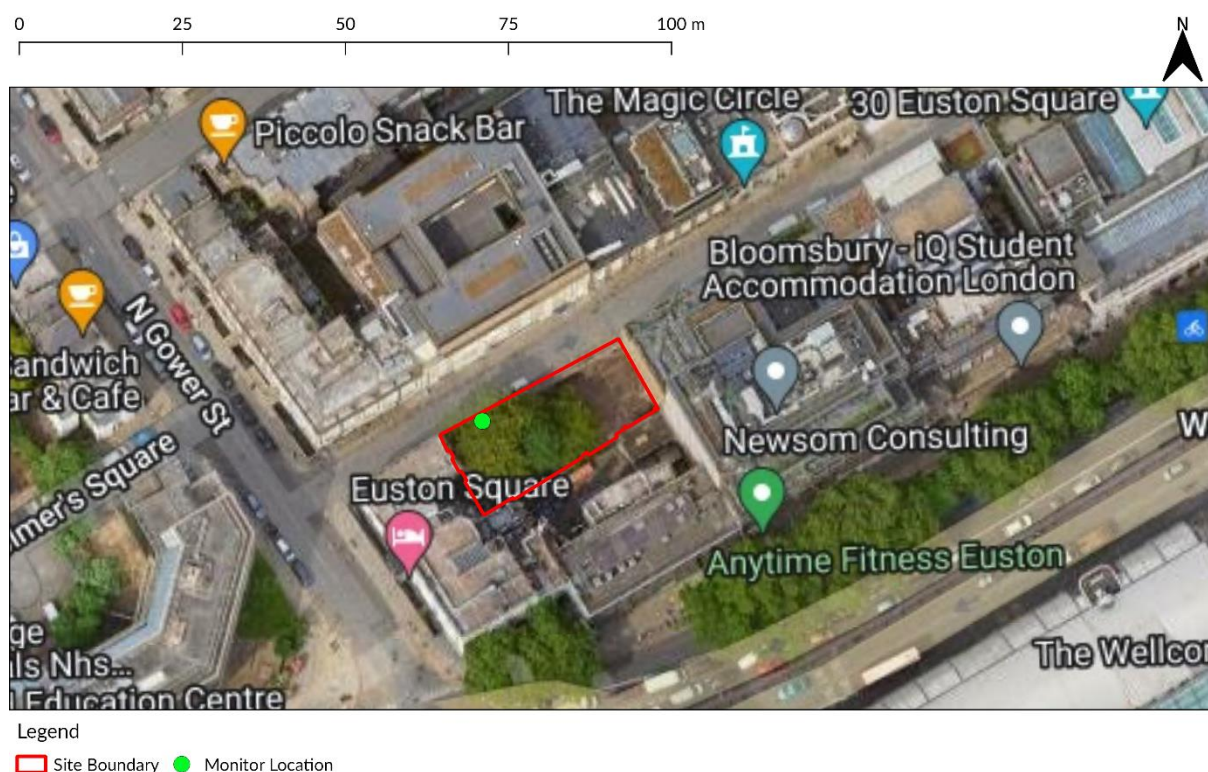 0 25 50 75 100 m
N
The Magic Circle
30 Euston Square
Piccolo Snack Bar
Bloomsbury - iQ Student
Accommodation London
N Gower St
andwich
ar & Cafe
Newsom Consulting
W
Euston Square
lmer's Square
Anytime Fitness Euston
ge
ls Nhs...
The Wellcor
l Education Centre
Legend
Site Boundary
Monitor Location